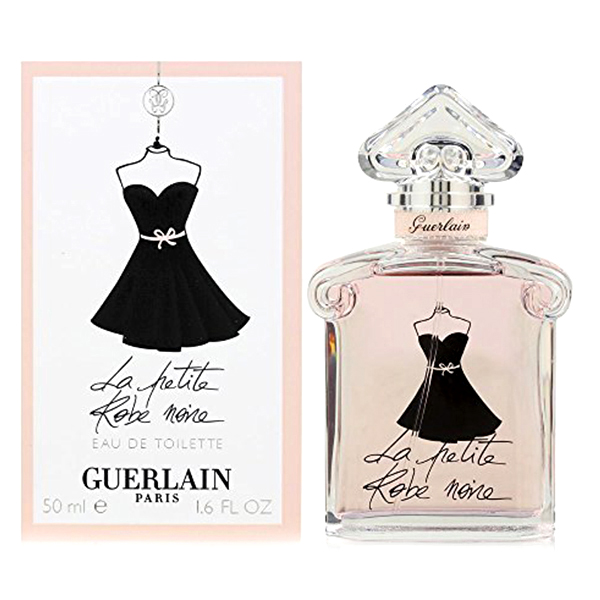 La petite
Robe noire
EAU DE TOILETTE
GUERLAIN
PARIS
50 ml e 1.6 FL OZ
Guerlain
La petite
Robe noire